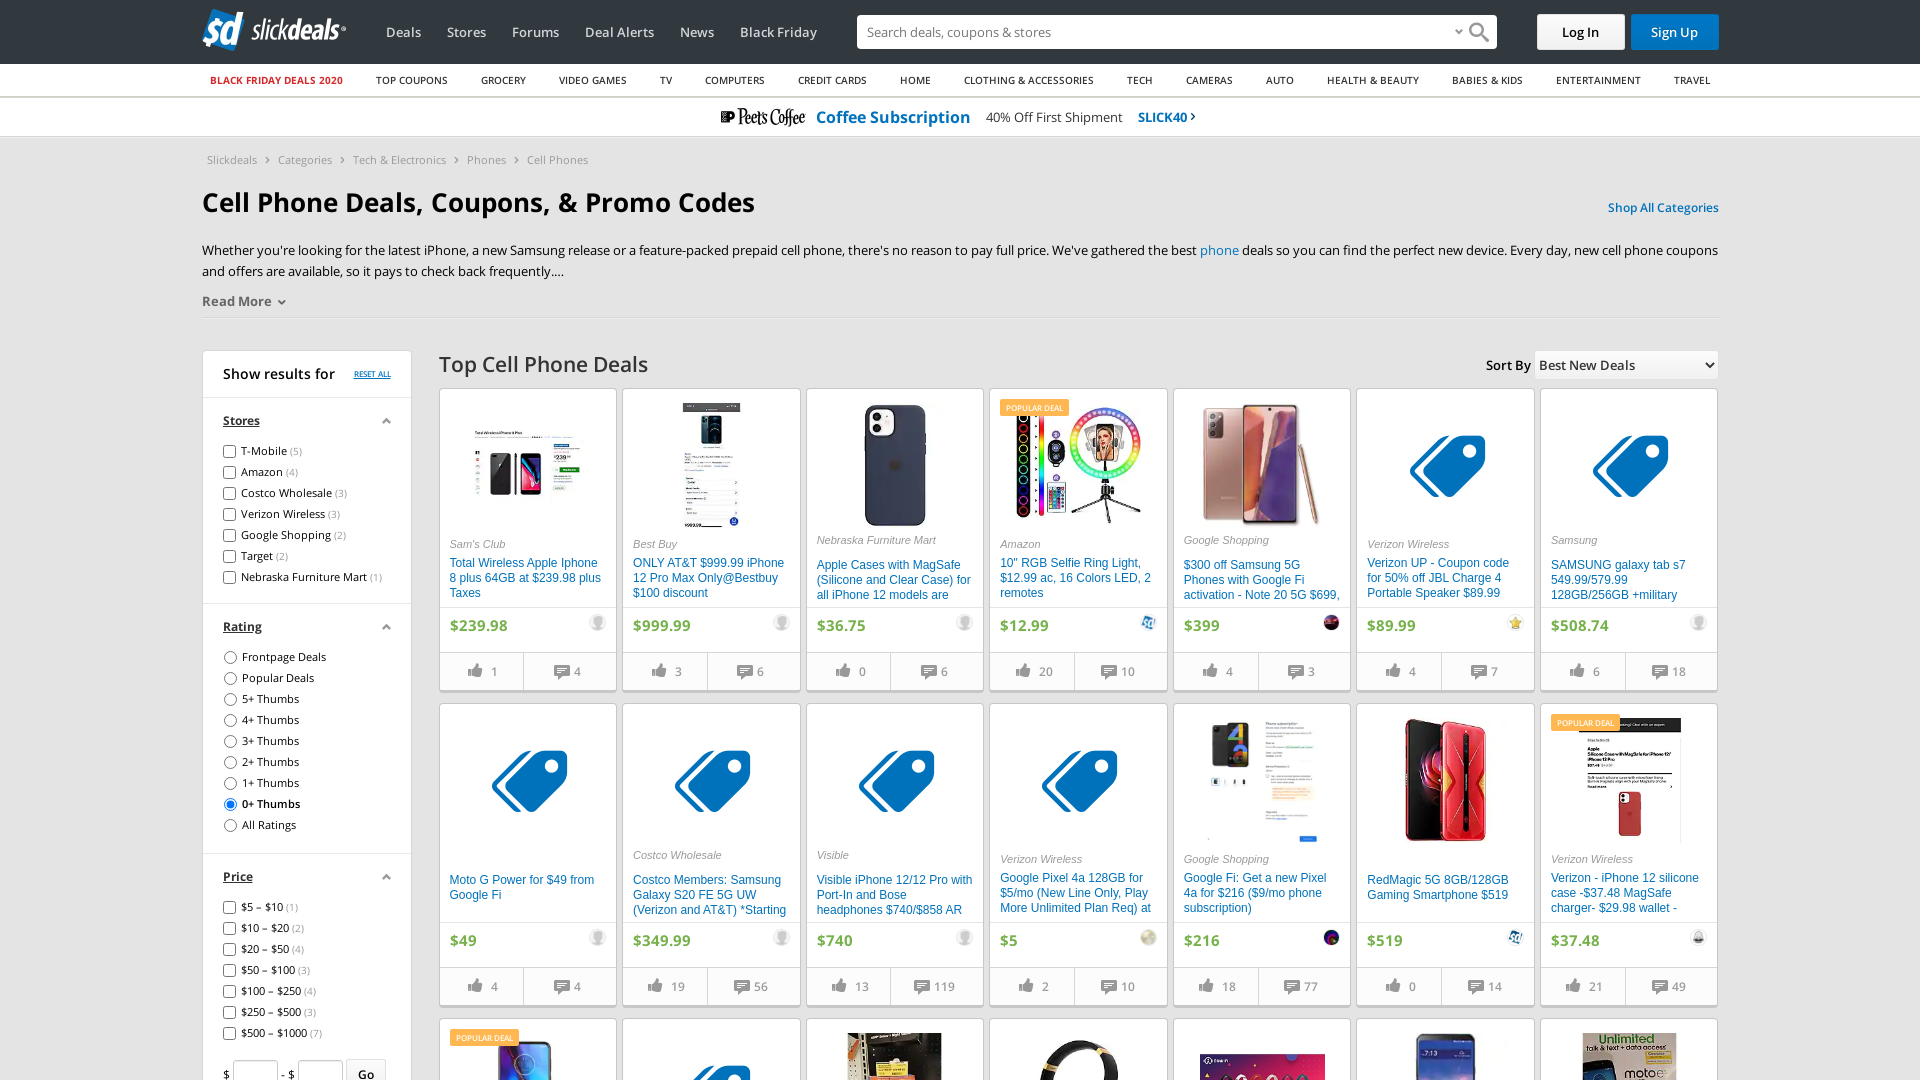 sd slickdeals
Deals Stores Forums Deal Alerts News Black Friday
Search deals, coupons & stores
Log In Sign Up
BLACK FRIDAY DEALS 2020 TOP COUPONS GROCERY VIDEO GAMES TV COMPUTERS CREDIT CARDS HOME CLOTHING & ACCESSORIES TECH CAMERAS AUTO HEALTH & BEAUTY BABIES & KIDS ENTERTAINMENT TRAVEL
Peet's Coffee Coffee Subscription 40% Off First Shipment SLICK40
Slickdeals Categories Tech & Electronics Phones Cell Phones
Cell Phone Deals, Coupons, & Promo Codes
Shop All Categories
Whether you're looking for the latest iPhone, a new Samsung release or a feature-packed prepaid cell phone, there's no reason to pay full price. We've gathered the best phone deals so you can find the perfect new device. Every day, new cell phone coupons
and offers are available, so it pays to check back frequently....
Read More
Show results for RESET ALL
Stores
T-Mobile (5)
Amazon (4)
Costco Wholesale (3)
Verizon Wireless (3)
Google Shopping (2)
Target (2)
Nebraska Furniture Mart (1)
Rating
Frontpage Deals
Popular Deals
5+ Thumbs
4+ Thumbs
3+ Thumbs
2+ Thumbs
1+ Thumbs
0+ Thumbs
All Ratings
Price
$5 – $10 (1)
$10 – $20 (2)
$20 – $50 (4)
$50 – $100 (3)
$100 – $250 (4)
$250 – $500 (3)
$500 – $1000 (7)
$ - $ Go
Top Cell Phone Deals
Sort By Best New Deals
Sam's Club
Total Wireless Apple Iphone
8 plus 64GB at $239.98 plus
Taxes
$239.98
1 4
Best Buy
ONLY AT&T $999.99 iPhone
12 Pro Max Only@Bestbuy
$100 discount
$999.99
3 6
Nebraska Furniture Mart
Apple Cases with MagSafe
(Silicone and Clear Case) for
all iPhone 12 models are
$36.75
0 6
POPULAR DEAL
Amazon
10" RGB Selfie Ring Light,
$12.99 ac, 16 Colors LED, 2
remotes
$12.99
20 10
Google Shopping
$300 off Samsung 5G
Phones with Google Fi
activation - Note 20 5G $699,
$399
4 3
Verizon Wireless
Verizon UP - Coupon code
for 50% off JBL Charge 4
Portable Speaker $89.99
$89.99
4 7
Samsung
SAMSUNG galaxy tab s7
549.99/579.99
128GB/256GB +military
$508.74
6 18
Moto G Power for $49 from
Google Fi
$49
4 4
Costco Wholesale
Costco Members: Samsung
Galaxy S20 FE 5G UW
(Verizon and AT&T) *Starting
$349.99
19 56
Visible
Visible iPhone 12/12 Pro with
Port-In and Bose
headphones $740/$858 AR
$740
13 119
Verizon Wireless
Google Pixel 4a 128GB for
$5/mo (New Line Only, Play
More Unlimited Plan Req) at
$5
2 10
Google Shopping
Google Fi: Get a new Pixel
4a for $216 ($9/mo phone
subscription)
$216
18 77
RedMagic 5G 8GB/128GB
Gaming Smartphone $519
$519
0 14
POPULAR DEAL
Apple
Silicone Case with MagSafe for iPhone 12/
iPhone 12 Pro
Verizon Wireless
Verizon - iPhone 12 silicone
case -$37.48 MagSafe
charger- $29.98 wallet -
$37.48
21 49
POPULAR DEAL
7:13
Unlimited
talk & text + data access
moto e